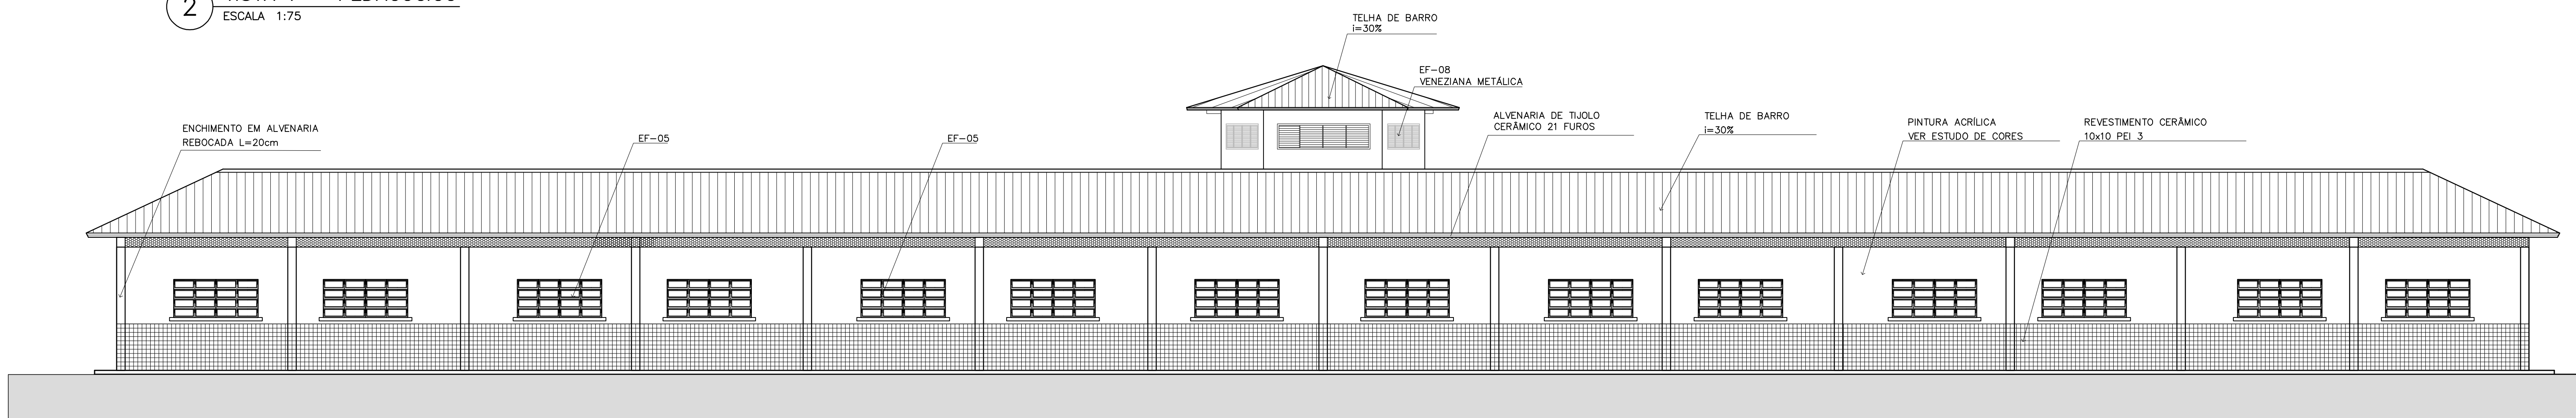 2
ESCALA 1:75
TELHA DE BARRO
i=30%
EF-08
VENEZIANA METÁLICA
ENCHIMENTO EM ALVENARIA
REBOCADA L=20cm
EF-05
EF-05
ALVENARIA DE TIJOLO
CERÂMICO 21 FUROS
TELHA DE BARRO
i=30%
PINTURA ACRÍLICA
VER ESTUDO DE CORES
REVESTIMENTO CERÂMICO
10x10 PEI 3